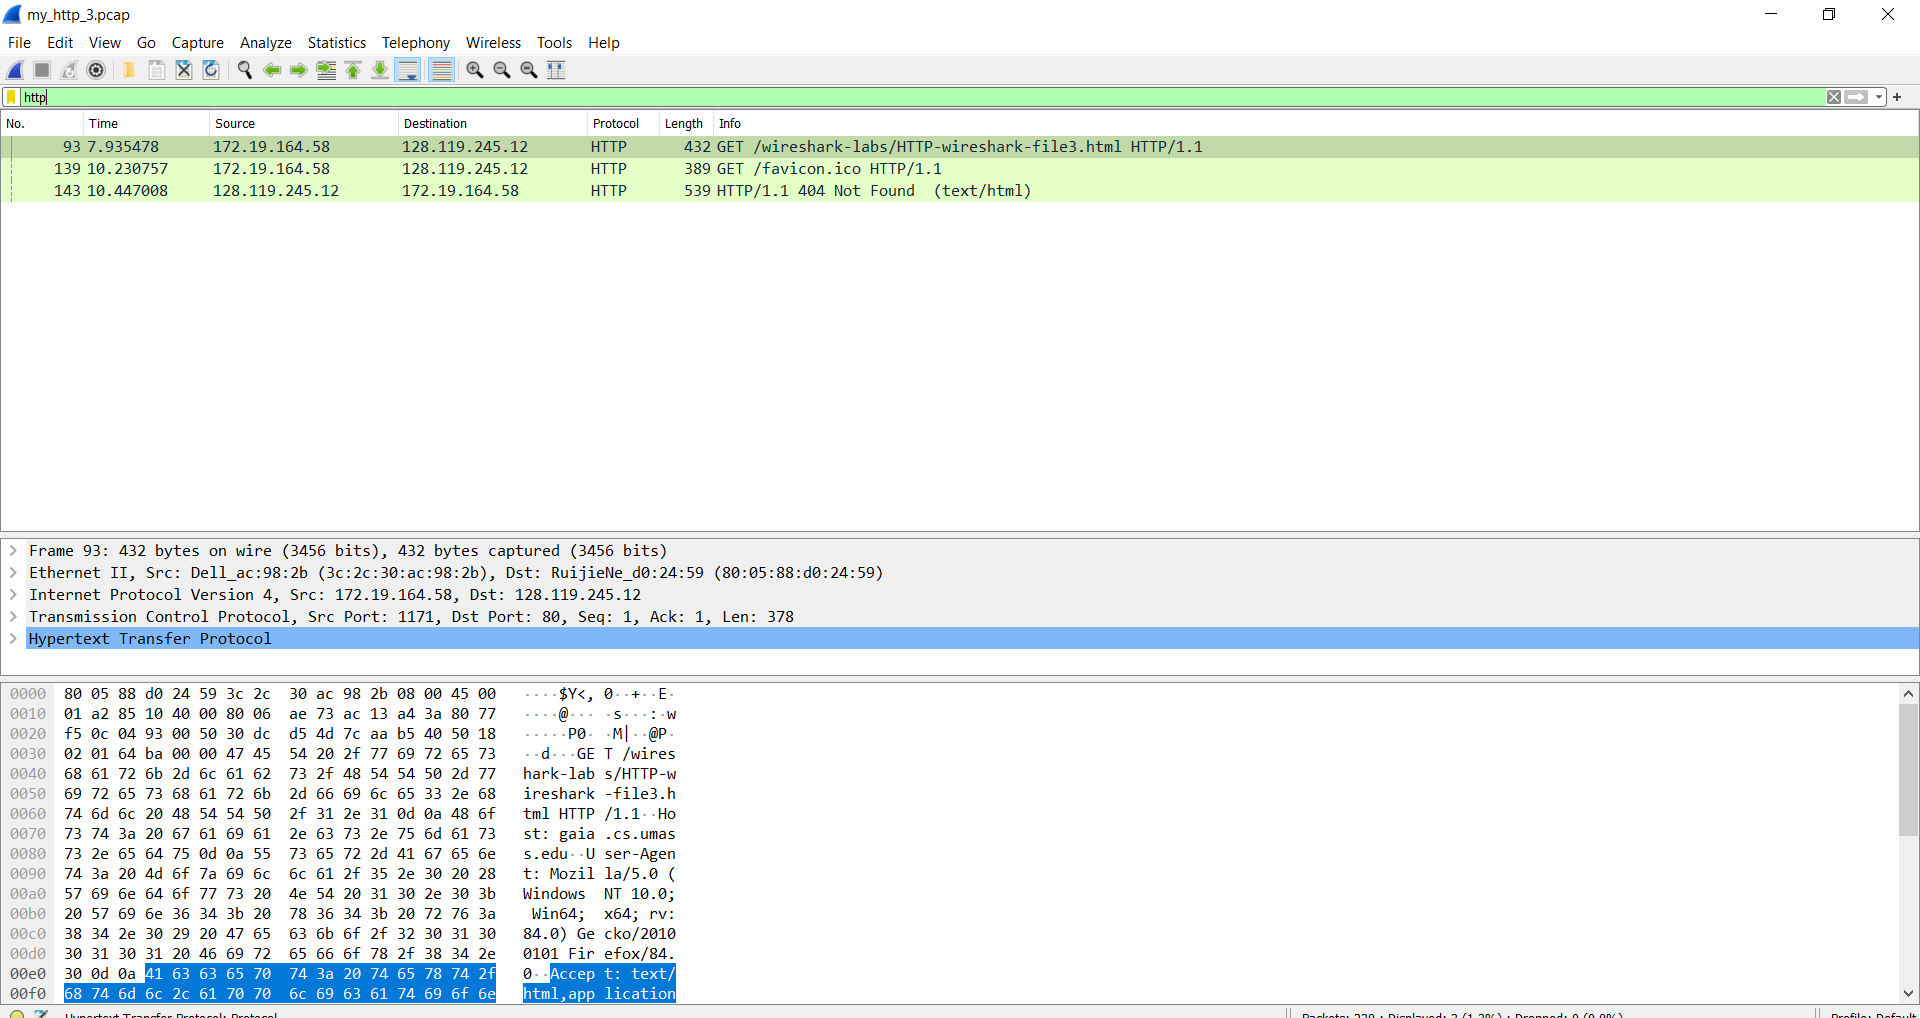 my_http_3.pcap
File Edit View Go Capture Analyze Statistics Telephony Wireless Tools Help
http
No. Time Source Destination Protocol Length Info
93 7.935478 172.19.164.58 128.119.245.12 HTTP 432 GET /wireshark-labs/HTTP-wireshark-file3.html HTTP/1.1
139 10.230757 172.19.164.58 128.119.245.12 HTTP 389 GET /favicon.ico HTTP/1.1
143 10.447008 128.119.245.12 172.19.164.58 HTTP 539 HTTP/1.1 404 Not Found (text/html)
Frame 93: 432 bytes on wire (3456 bits), 432 bytes captured (3456 bits)
Ethernet II, Src: Dell_ac:98:2b (3c:2c:30:ac:98:2b), Dst: RuijieNe_d0:24:59 (80:05:88:d0:24:59)
Internet Protocol Version 4, Src: 172.19.164.58, Dst: 128.119.245.12
Transmission Control Protocol, Src Port: 1171, Dst Port: 80, Seq: 1, Ack: 1, Len: 378
Hypertext Transfer Protocol
0000 80 05 88 d0 24 59 3c 2c 30 ac 98 2b 08 00 45 00 ····$Y<, 0··+··E·
0010 01 a2 85 10 40 00 80 06 ae 73 ac 13 a4 3a 80 77 ····@··· ·s···:·w
0020 f5 0c 04 93 00 50 30 dc d5 4d 7c aa b5 40 50 18 ·····P0· ·M|··@P·
0030 02 01 64 ba 00 00 47 45 54 20 2f 77 69 72 65 73 ··d···GE T /wires
0040 68 61 72 6b 2d 6c 61 62 73 2f 48 54 54 50 2d 77 hark-lab s/HTTP-w
0050 69 72 65 73 68 61 72 6b 2d 66 69 6c 65 33 2e 68 ireshark -file3.h
0060 74 6d 6c 20 48 54 54 50 2f 31 2e 31 0d 0a 48 6f tml HTTP /1.1··Ho
0070 73 74 3a 20 67 61 69 61 2e 63 73 2e 75 6d 61 73 st: gaia .cs.umas
0080 73 2e 65 64 75 0d 0a 55 73 65 72 2d 41 67 65 6e s.edu··U ser-Agen
0090 74 3a 20 4d 6f 7a 69 6c 6c 61 2f 35 2e 30 20 28 t: Mozil la/5.0 (
00a0 57 69 6e 64 6f 77 73 20 4e 54 20 31 30 2e 30 3b Windows NT 10.0;
00b0 20 57 69 6e 36 34 3b 20 78 36 34 3b 20 72 76 3a Win64; x64; rv:
00c0 38 34 2e 30 29 20 47 65 63 6b 6f 2f 32 30 31 30 84.0) Ge cko/2010
00d0 30 31 30 31 20 46 69 72 65 66 6f 78 2f 38 34 2e 0101 Fir efox/84.
00e0 30 0d 0a 41 63 63 65 70 74 3a 20 74 65 78 74 2f 0··Accep t: text/
00f0 68 74 6d 6c 2c 61 70 70 6c 69 63 61 74 69 6f 6e html,app lication
Hypertext Transfer Protocol: Protocol
Profile: Default